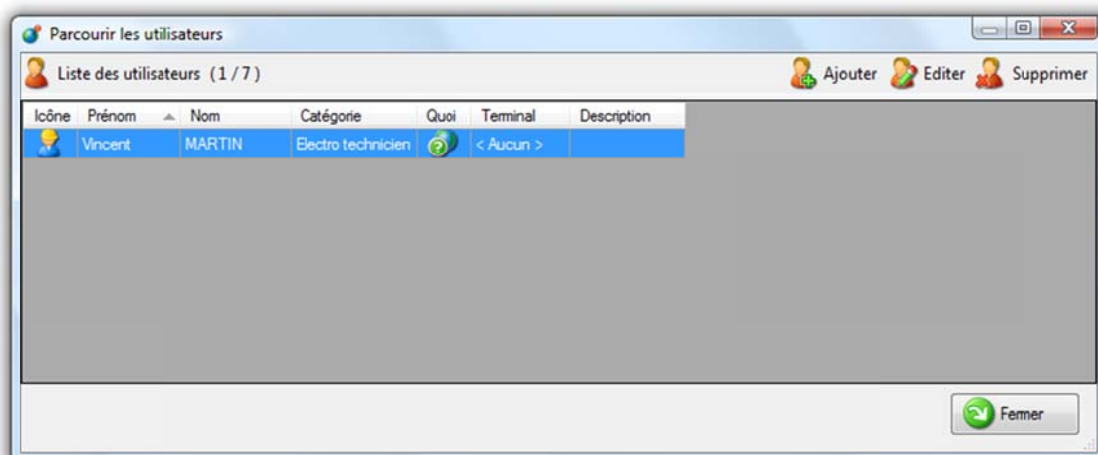 Parcourir les utilisateurs
Liste des utilisateurs (1 / 7) Ajouter Editer Supprimer
Icône Prénom Nom Catégorie Quoi Terminal Description
Vincent MARTIN Electro technicien < Aucun >
Fermer